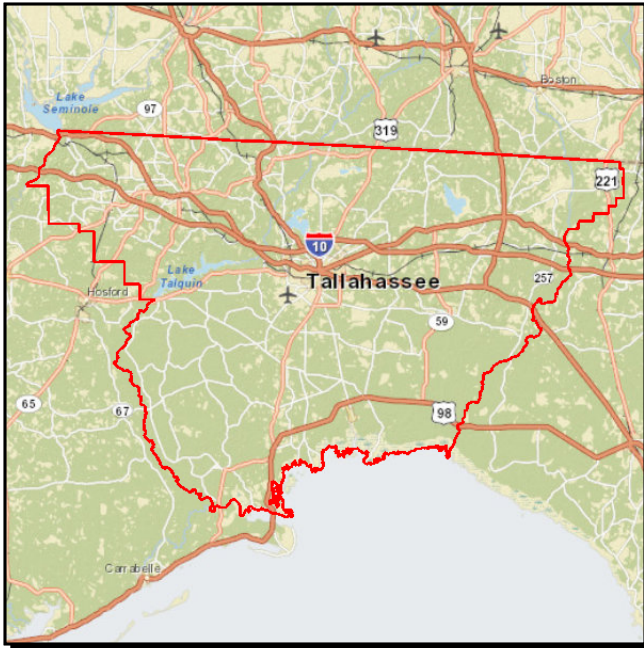 Boston
Lake
Seminole
97
319
221
10
Lake
Talquin
Tallahassee
257
Hosford
59
65
67
98
Carrabelle